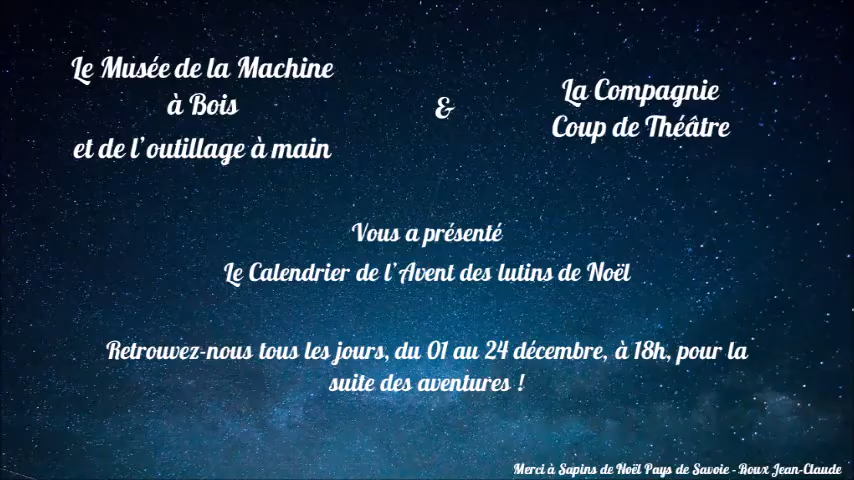 Le Musée de la Machine
à Bois
et de l'outillage à main
&
La Compagnie
Coup de Théâtre
Vous a présenté
Le Calendrier de l'Avent des lutins de Noël
Retrouvez-nous tous les jours, du 01 au 24 décembre, à 18h, pour la
suite des aventures !
Merci à Sapins de Noël Pays de Savoie - Roux Jean-Claude